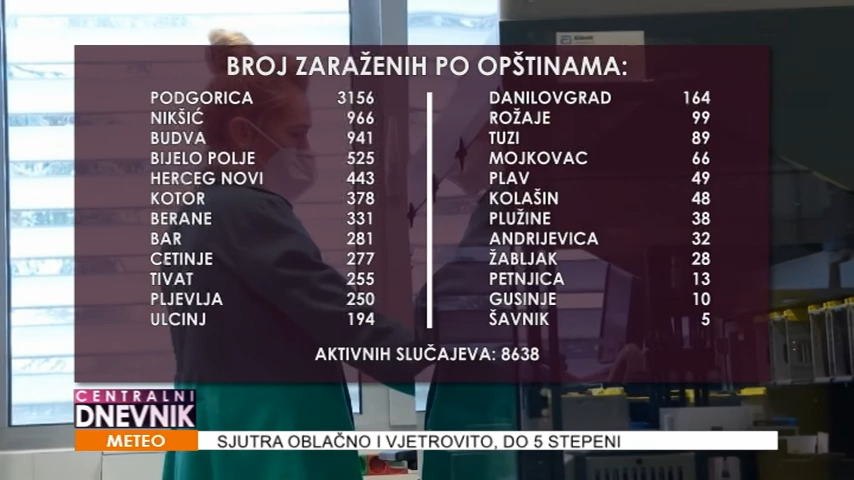 BROJ ZARAŽENIH PO OPŠTINAMA:
PODGORICA 3156
NIKŠIĆ 966
BUDVA 941
BIJELO POLJE 525
HERCEG NOVI 443
KOTOR 378
BERANE 331
BAR 281
CETINJE 277
TIVAT 255
PLJEVLJA 250
ULCINJ 194
DANILOVGRAD 164
ROŽAJE 99
TUZI 89
MOJKOVAC 66
PLAV 49
KOLAŠIN 48
PLUŽINE 38
ANDRIJEVICA 32
ŽABLJAK 28
PETNJICA 13
GUSINJE 10
ŠAVNIK 5
AKTIVNIH SLUČAJEVA: 8638
CENTRALNI
DNEVNIK
METEO SJUTRA OBLAČNO I VJETROVITO, DO 5 STEPENI